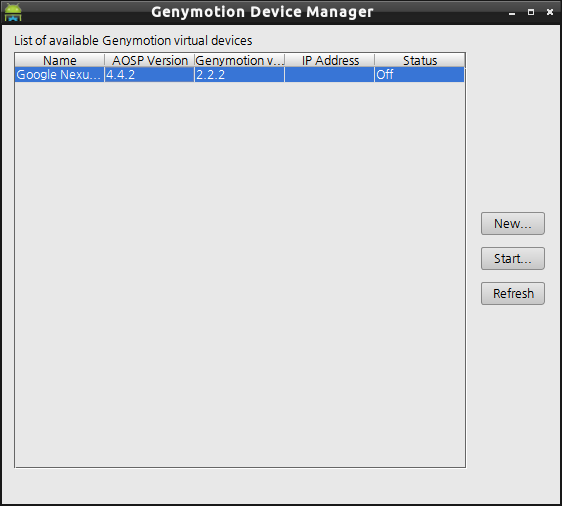 Genymotion Device Manager
List of available Genymotion virtual devices
Name AOSP Version Genymotion v... IP Address Status
Google Nexu... 4.4.2 2.2.2 Off
New...
Start...
Refresh